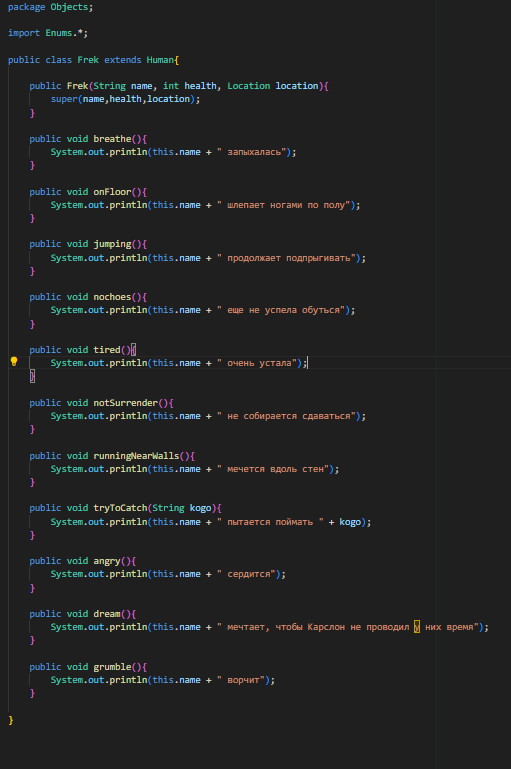 package Objects;
import Enums.*;
public class Frek extends Human{
public Frek(String name, int health, Location location){
super(name,health,location);
}
public void breathe(){
System.out.println(this.name + " запыхалась");
}
public void onFloor(){
System.out.println(this.name + " шлепает ногами по полу");
}
public void jumping(){
System.out.println(this.name + " продолжает подпрыгивать");
}
public void nochoes(){
System.out.println(this.name + " еще не успела обуться");
}
public void tired(){
System.out.println(this.name + " очень устала");
}
public void notSurrender(){
System.out.println(this.name + " не собирается сдаваться");
}
public void runningNearWalls(){
System.out.println(this.name + " мечется вдоль стен");
}
public void tryToCatch(String kogo){
System.out.println(this.name + " пытается поймать " + kogo);
}
public void angry(){
System.out.println(this.name + " сердится");
}
public void dream(){
System.out.println(this.name + " мечтает, чтобы Карслон не проводил у них время");
}
public void grumble(){
System.out.println(this.name + " ворчит");
}
}